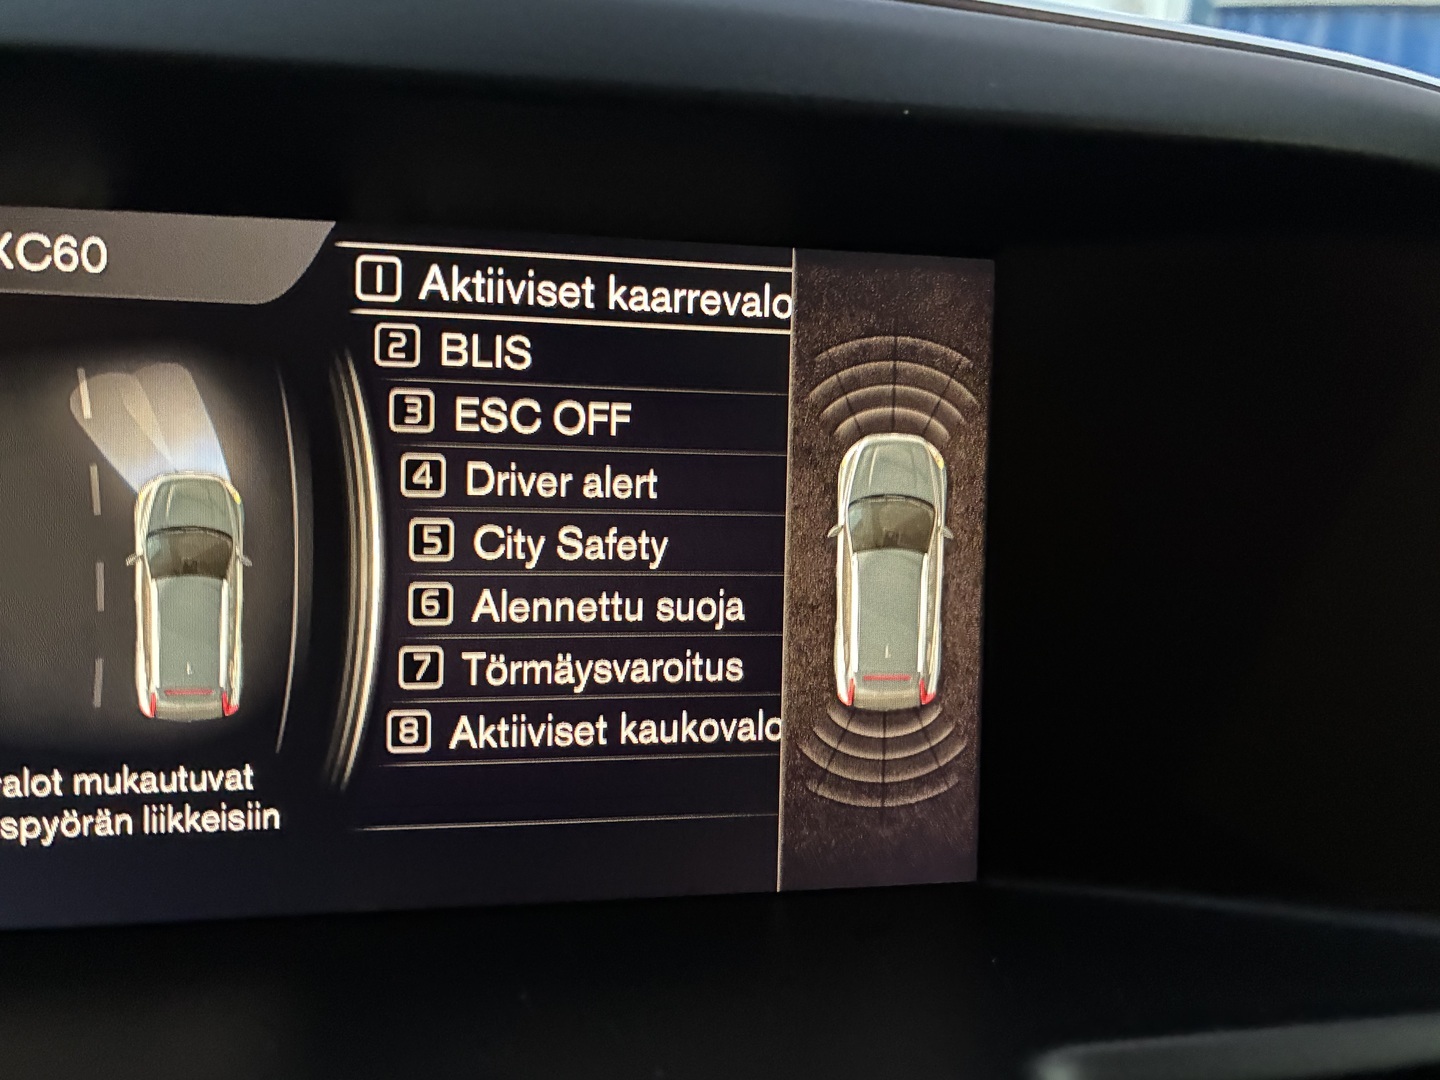 XC60
1 Aktiiviset kaarrevalo
2 BLIS
3 ESC OFF
4 Driver alert
5 City Safety
6 Alennettu suoja
7 Törmäysvaroitus
8 Aktiiviset kaukovalo
alot mukautuvat
spyörän liikkeisiin